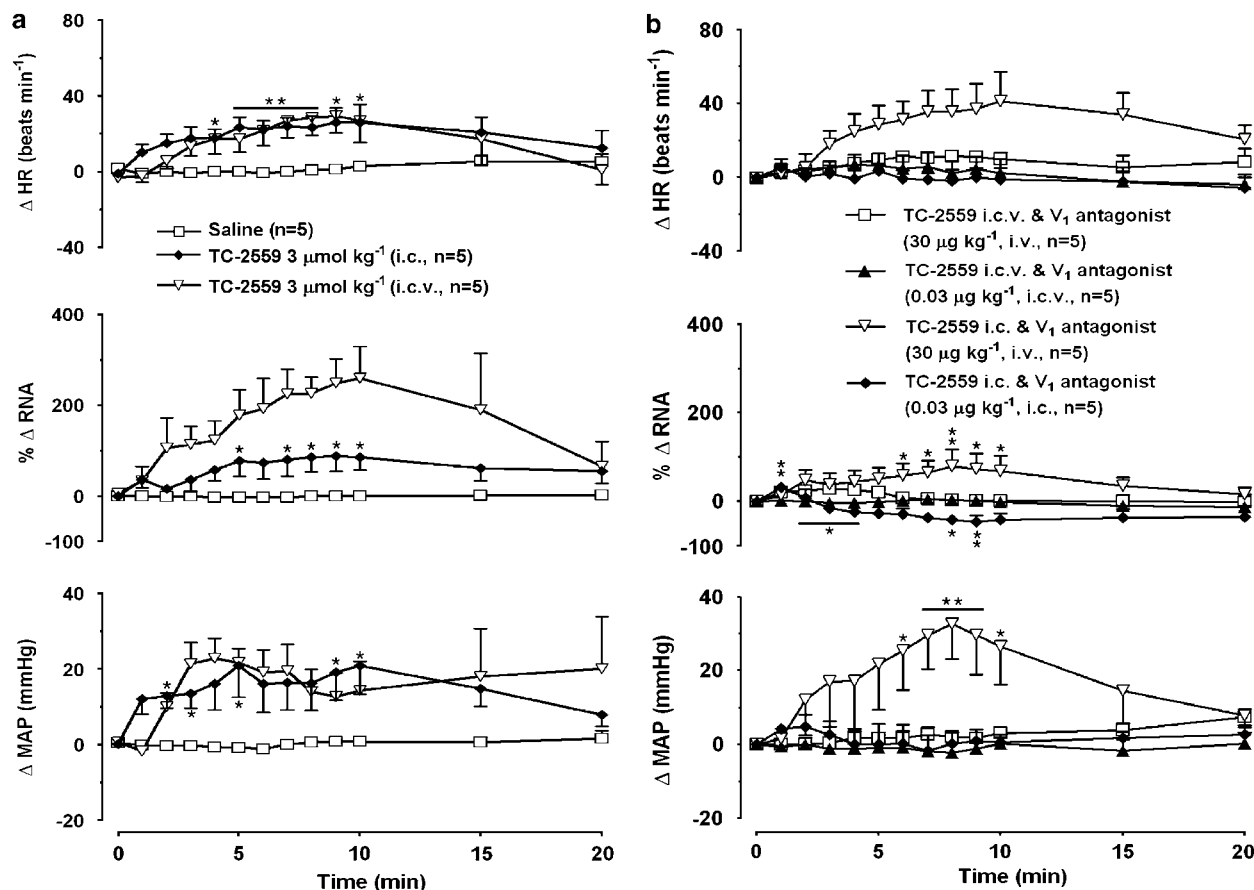 a
Δ HR (beats min⁻¹)
80
40
0
-40
* ** * *
Saline (n=5)
TC-2559 3 μmol kg⁻¹ (i.c., n=5)
TC-2559 3 μmol kg⁻¹ (i.c.v., n=5)
% Δ RNA
400
200
0
-100
* * * * *
Δ MAP (mmHg)
40
20
0
-20
* * * * *
0 5 10 15 20
Time (min)
b
Δ HR (beats min⁻¹)
80
40
0
-40
TC-2559 i.c.v. & V₁ antagonist
(30 μg kg⁻¹, i.v., n=5)
TC-2559 i.c.v. & V₁ antagonist
(0.03 μg kg⁻¹, i.c.v., n=5)
TC-2559 i.c. & V₁ antagonist
(30 μg kg⁻¹, i.v., n=5)
TC-2559 i.c. & V₁ antagonist
(0.03 μg kg⁻¹, i.c., n=5)
% Δ RNA
400
200
0
-100
** * * ** * *
* * **
Δ MAP (mmHg)
40
20
0
-20
* ** *
0 5 10 15 20
Time (min)